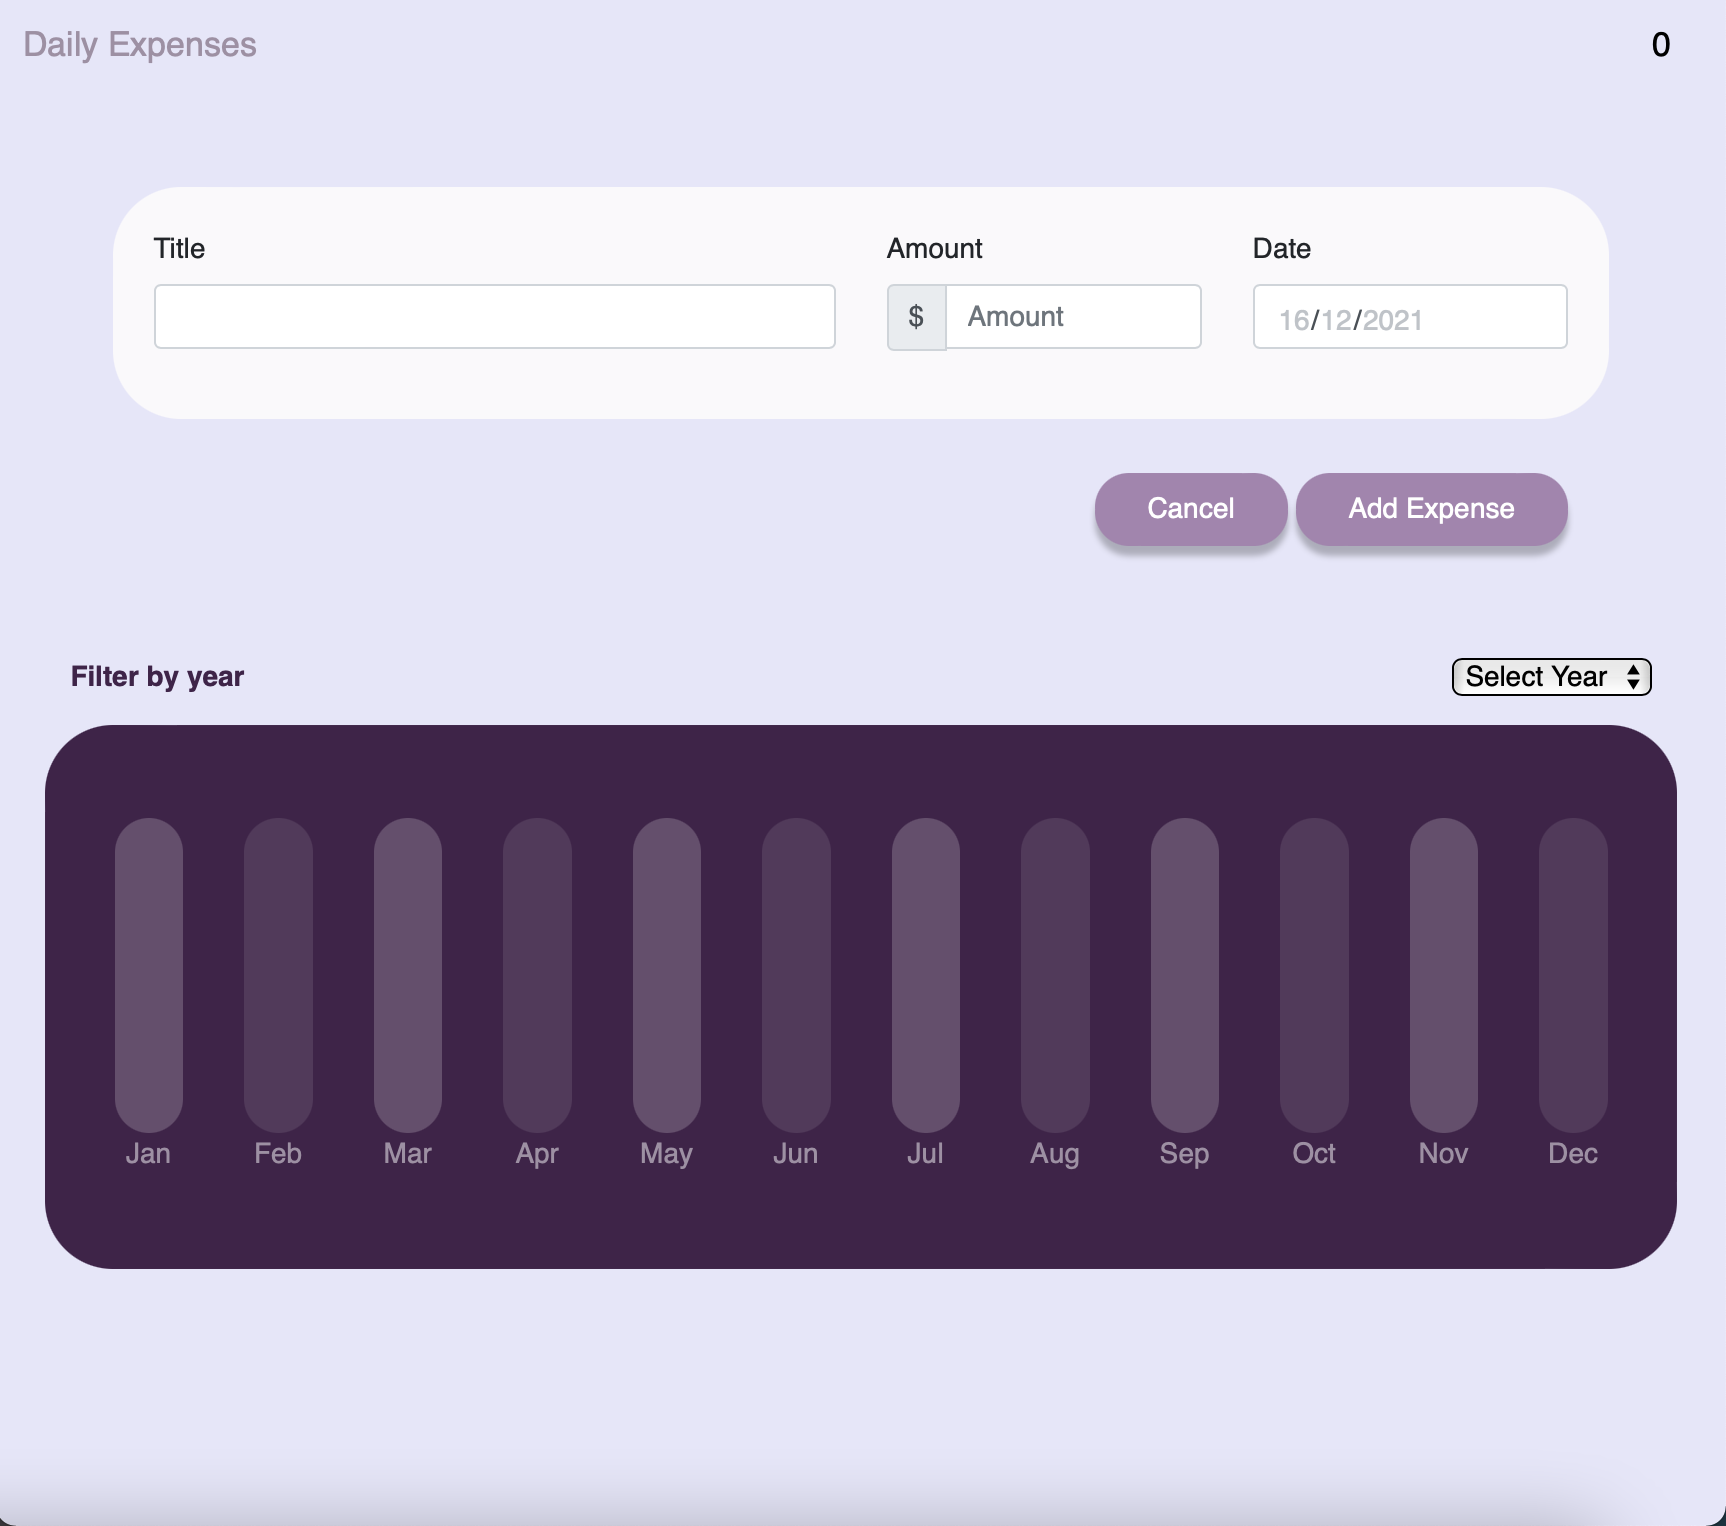 Daily Expenses 0
Title Amount Date
$ Amount 16/12/2021
Cancel Add Expense
Filter by year Select Year
Jan Feb Mar Apr May Jun Jul Aug Sep Oct Nov Dec